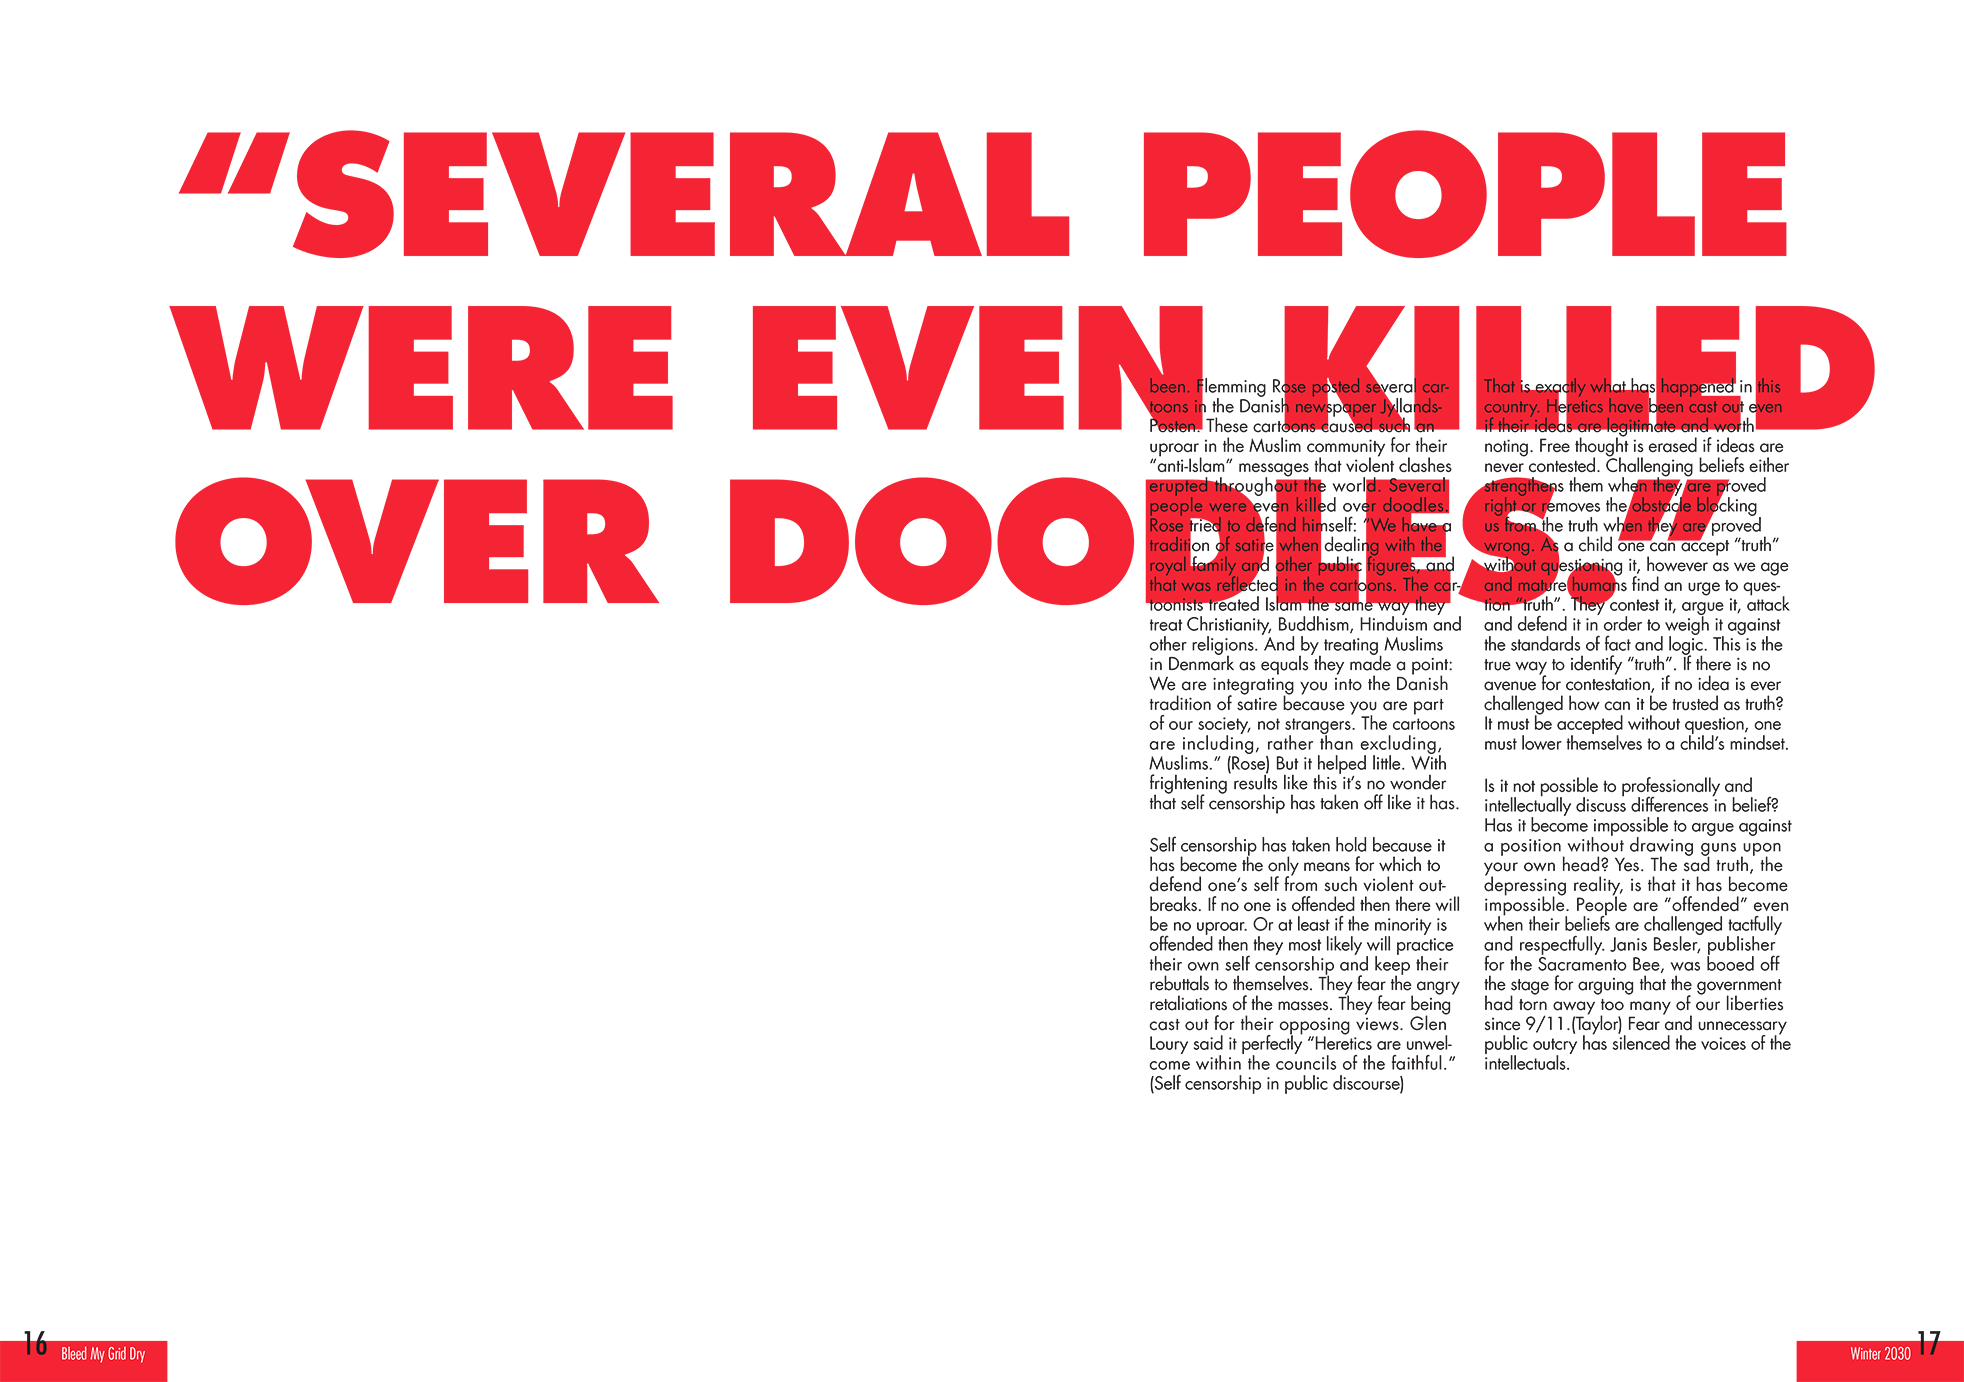 “SEVERAL PEOPLE
WERE EVEN KILLED
OVER DOODLES.”
been. Flemming Rose posted several car-
toons in the Danish newspaper Jyllands-
Posten. These cartoons caused such an
uproar in the Muslim community for their
“anti-Islam” messages that violent clashes
erupted throughout the world. Several
people were even killed over doodles.
Rose tried to defend himself: “We have a
tradition of satire when dealing with the
royal family and other public figures, and
that was reflected in the cartoons. The car-
toonists treated Islam the same way they
treat Christianity, Buddhism, Hinduism and
other religions. And by treating Muslims
in Denmark as equals they made a point:
We are integrating you into the Danish
tradition of satire because you are part
of our society, not strangers. The cartoons
are including, rather than excluding,
Muslims.” (Rose) But it helped little. With
frightening results like this it’s no wonder
that self censorship has taken off like it has.
Self censorship has taken hold because it
has become the only means for which to
defend one’s self from such violent out-
breaks. If no one is offended then there will
be no uproar. Or at least if the minority is
offended then they most likely will practice
their own self censorship and keep their
rebuttals to themselves. They fear the angry
retaliations of the masses. They fear being
cast out for their opposing views. Glen
Loury said it perfectly “Heretics are unwel-
come within the councils of the faithful.”
(Self censorship in public discourse)
That is exactly what has happened in this
country. Heretics have been cast out even
if their ideas are legitimate and worth
noting. Free thought is erased if ideas are
never contested. Challenging beliefs either
strengthens them when they are proved
right or removes the obstacle blocking
us from the truth when they are proved
wrong. As a child one can accept “truth”
without questioning it, however as we age
and mature humans find an urge to ques-
tion “truth”. They contest it, argue it, attack
and defend it in order to weigh it against
the standards of fact and logic. This is the
true way to identify “truth”. If there is no
avenue for contestation, if no idea is ever
challenged how can it be trusted as truth?
It must be accepted without question, one
must lower themselves to a child’s mindset.
Is it not possible to professionally and
intellectually discuss differences in belief?
Has it become impossible to argue against
a position without drawing guns upon
your own head? Yes. The sad truth, the
depressing reality, is that it has become
impossible. People are “offended” even
when their beliefs are challenged tactfully
and respectfully. Janis Besler, publisher
for the Sacramento Bee, was booed off
the stage for arguing that the government
had torn away too many of our liberties
since 9/11.(Taylor) Fear and unnecessary
public outcry has silenced the voices of the
intellectuals.
16 Bleed My Grid Dry
Winter 2030 17